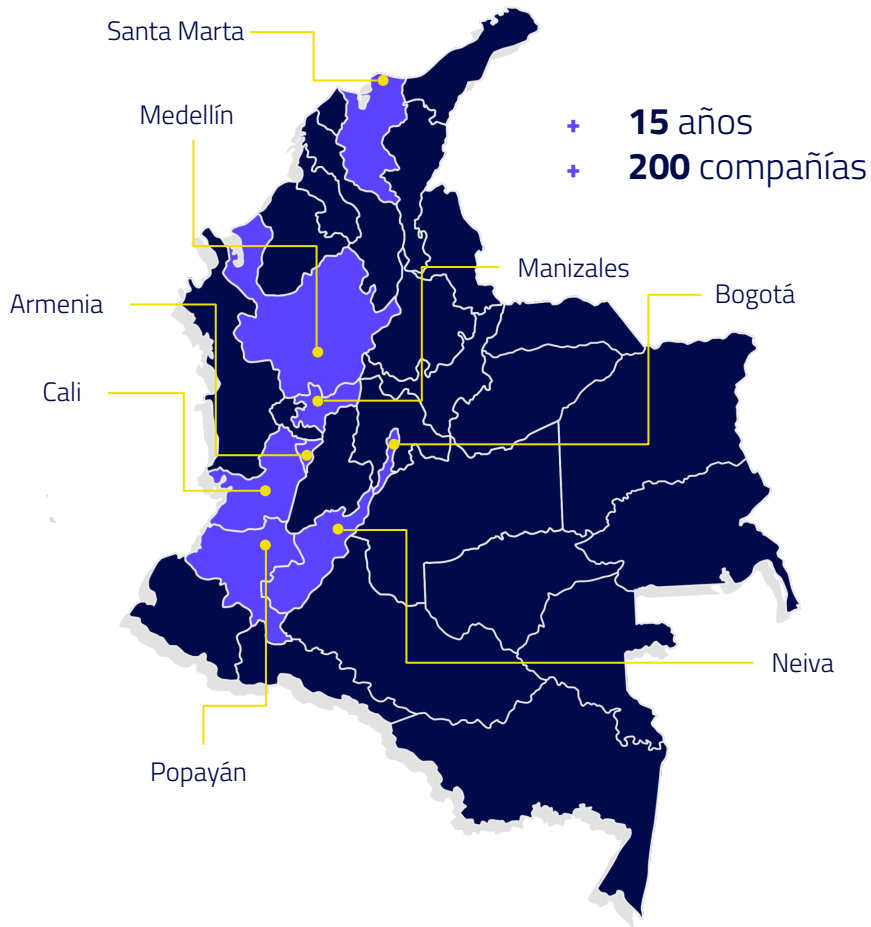 Santa Marta
Medellín
+ 15 años
+ 200 compañías
Manizales
Bogotá
Armenia
Cali
Neiva
Popayán